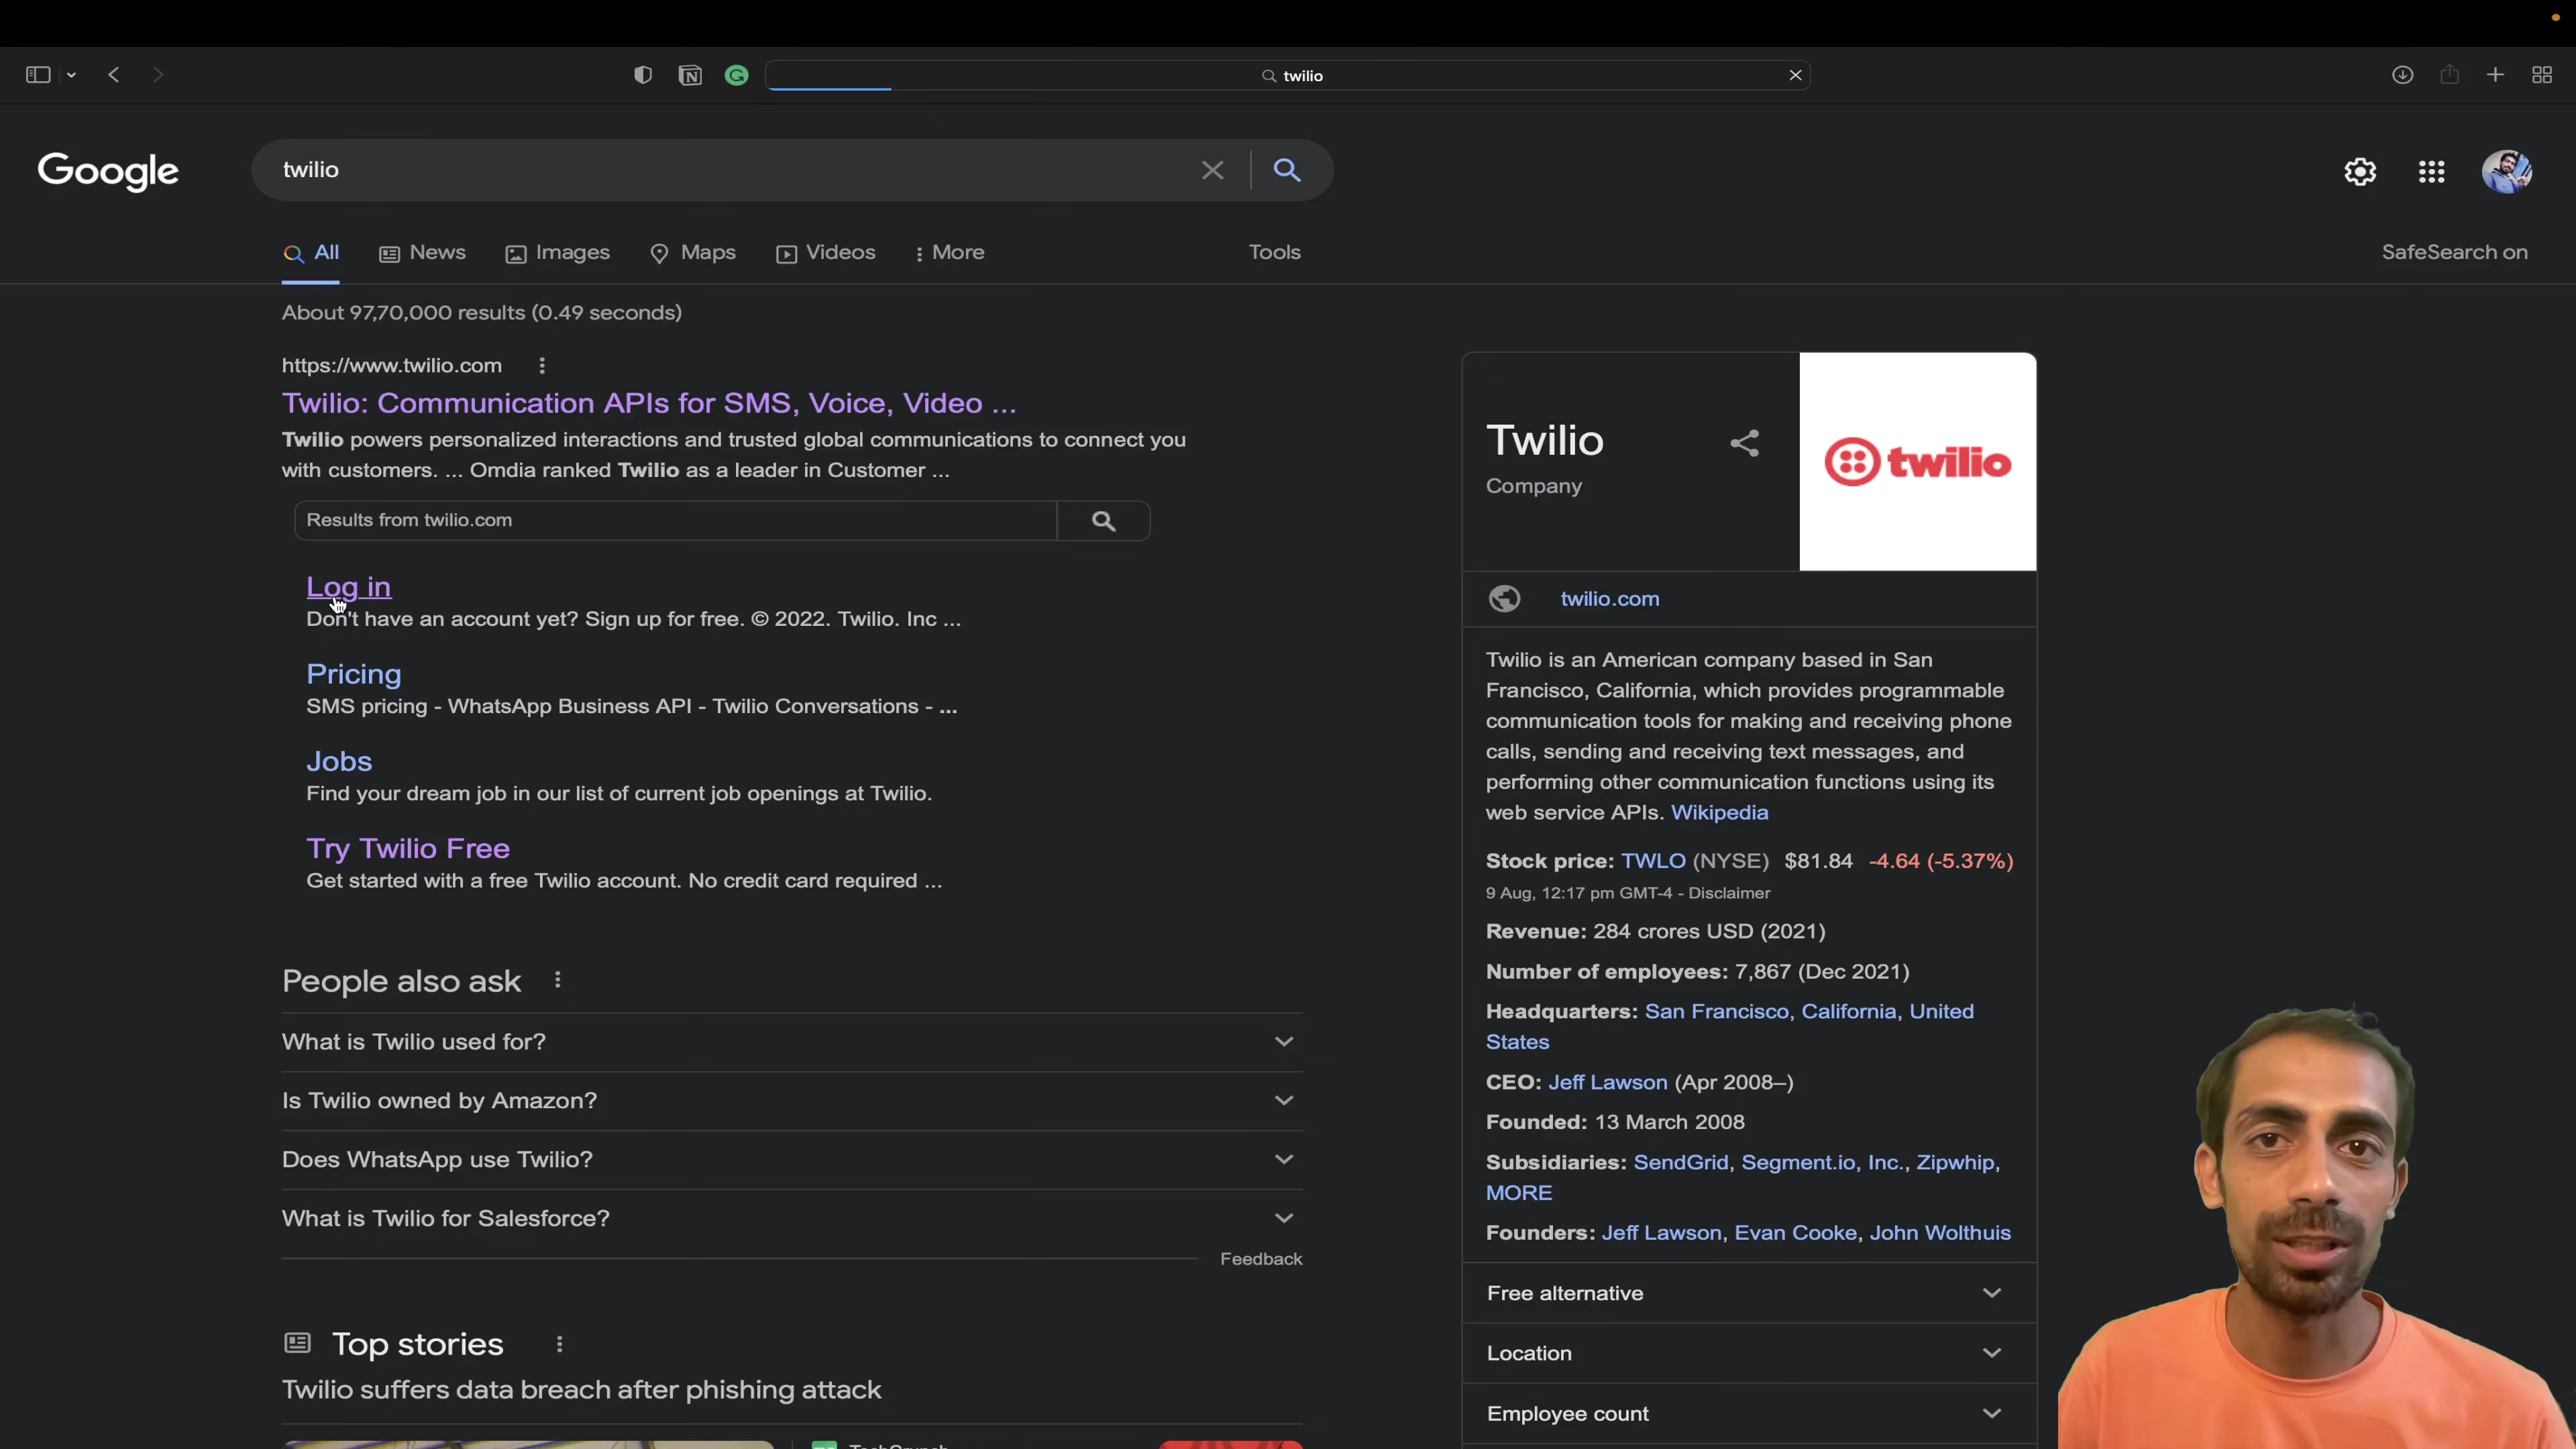 twilio
Google
twilio
All
News
Images
Maps
Videos
More
Tools
SafeSearch on
About 97,70,000 results (0.49 seconds)
https://www.twilio.com
Twilio: Communication APIs for SMS, Voice, Video ...
Twilio powers personalized interactions and trusted global communications to connect you
with customers. ... Omdia ranked Twilio as a leader in Customer ...
Results from twilio.com
Log in
Don't have an account yet? Sign up for free. © 2022. Twilio. Inc ...
Pricing
SMS pricing - WhatsApp Business API - Twilio Conversations - ...
Jobs
Find your dream job in our list of current job openings at Twilio.
Try Twilio Free
Get started with a free Twilio account. No credit card required ...
People also ask
What is Twilio used for?
Is Twilio owned by Amazon?
Does WhatsApp use Twilio?
What is Twilio for Salesforce?
Feedback
Top stories
Twilio suffers data breach after phishing attack
TechCrunch
Twilio
Company
twilio
twilio.com
Twilio is an American company based in San
Francisco, California, which provides programmable
communication tools for making and receiving phone
calls, sending and receiving text messages, and
performing other communication functions using its
web service APIs. Wikipedia
Stock price: TWLO (NYSE) $81.84 -4.64 (-5.37%)
9 Aug, 12:17 pm GMT-4 - Disclaimer
Revenue: 284 crores USD (2021)
Number of employees: 7,867 (Dec 2021)
Headquarters: San Francisco, California, United
States
CEO: Jeff Lawson (Apr 2008–)
Founded: 13 March 2008
Subsidiaries: SendGrid, Segment.io, Inc., Zipwhip,
MORE
Founders: Jeff Lawson, Evan Cooke, John Wolthuis
Free alternative
Location
Employee count